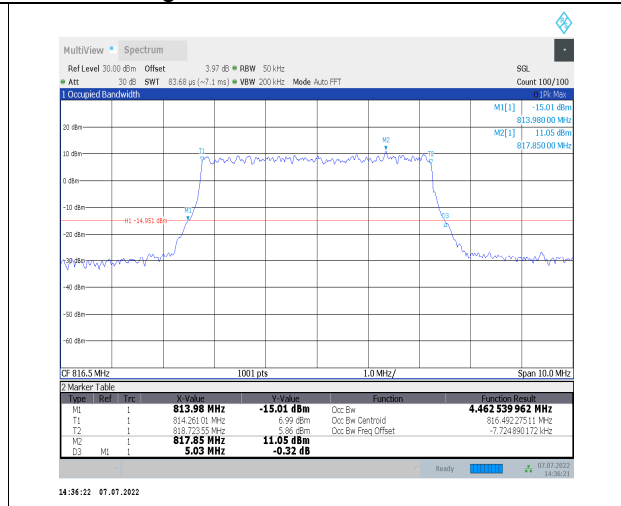 MultiView Spectrum
Ref Level 30.00 dBm Offset 3.97 dB RBW 50 kHz SGL
Att 30 dB SWT 83.68 µs (~7.1 ms) VBW 200 kHz Mode Auto FFT Count 100/100
1 Occupied Bandwidth 1Pk Max
M1[1] -15.01 dBm
813.98000 MHz
M2[1] 11.05 dBm
817.85000 MHz
20 dBm
M2
T1 T2
10 dBm
0 dBm
-10 dBm
M1
D3
H1 -14.951 dBm
-20 dBm
-30 dBm
-50 dBm
-60 dBm
CF 816.5 MHz 1001 pts 1.0 MHz/ Span 10.0 MHz
2 Marker Table
Type Ref Trc X-Value Y-Value Function Function Result
M1 1 813.98 MHz -15.01 dBm Occ Bw 4.462 539 962 MHz
T1 1 814.261 01 MHz 6.99 dBm Occ Bw Centroid 816.492 275 11 MHz
T2 1 818.723 55 MHz 5.86 dBm Occ Bw Freq Offset -7.724 890 172 kHz
M2 1 817.85 MHz 11.05 dBm
D3 M1 1 5.03 MHz -0.32 dB
Ready 07.07.2022
14:36:21
14:36:22 07.07.2022